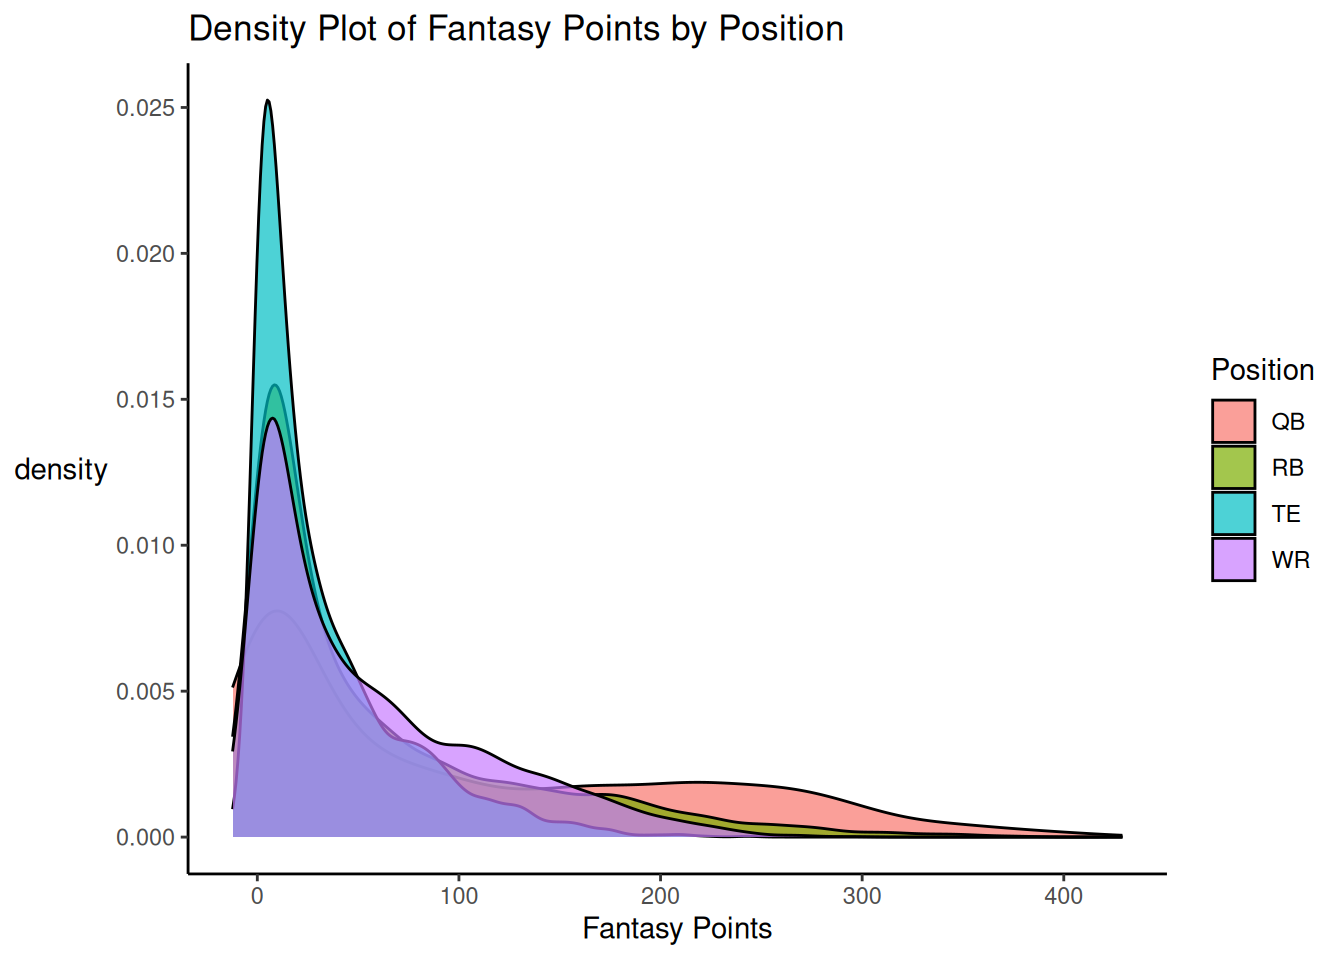 Density Plot of Fantasy Points by Position
0.025
0.020
0.015
0.010
0.005
0.000
density
0 100 200 300 400
Fantasy Points
Position
QB
RB
TE
WR